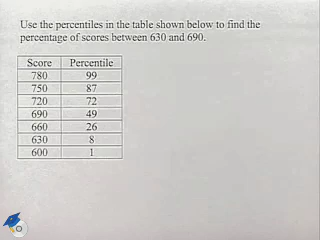 Use the percentiles in the table shown below to find the
percentage of scores between 630 and 690.
Score Percentile
780 99
750 87
720 72
690 49
660 26
630 8
600 1